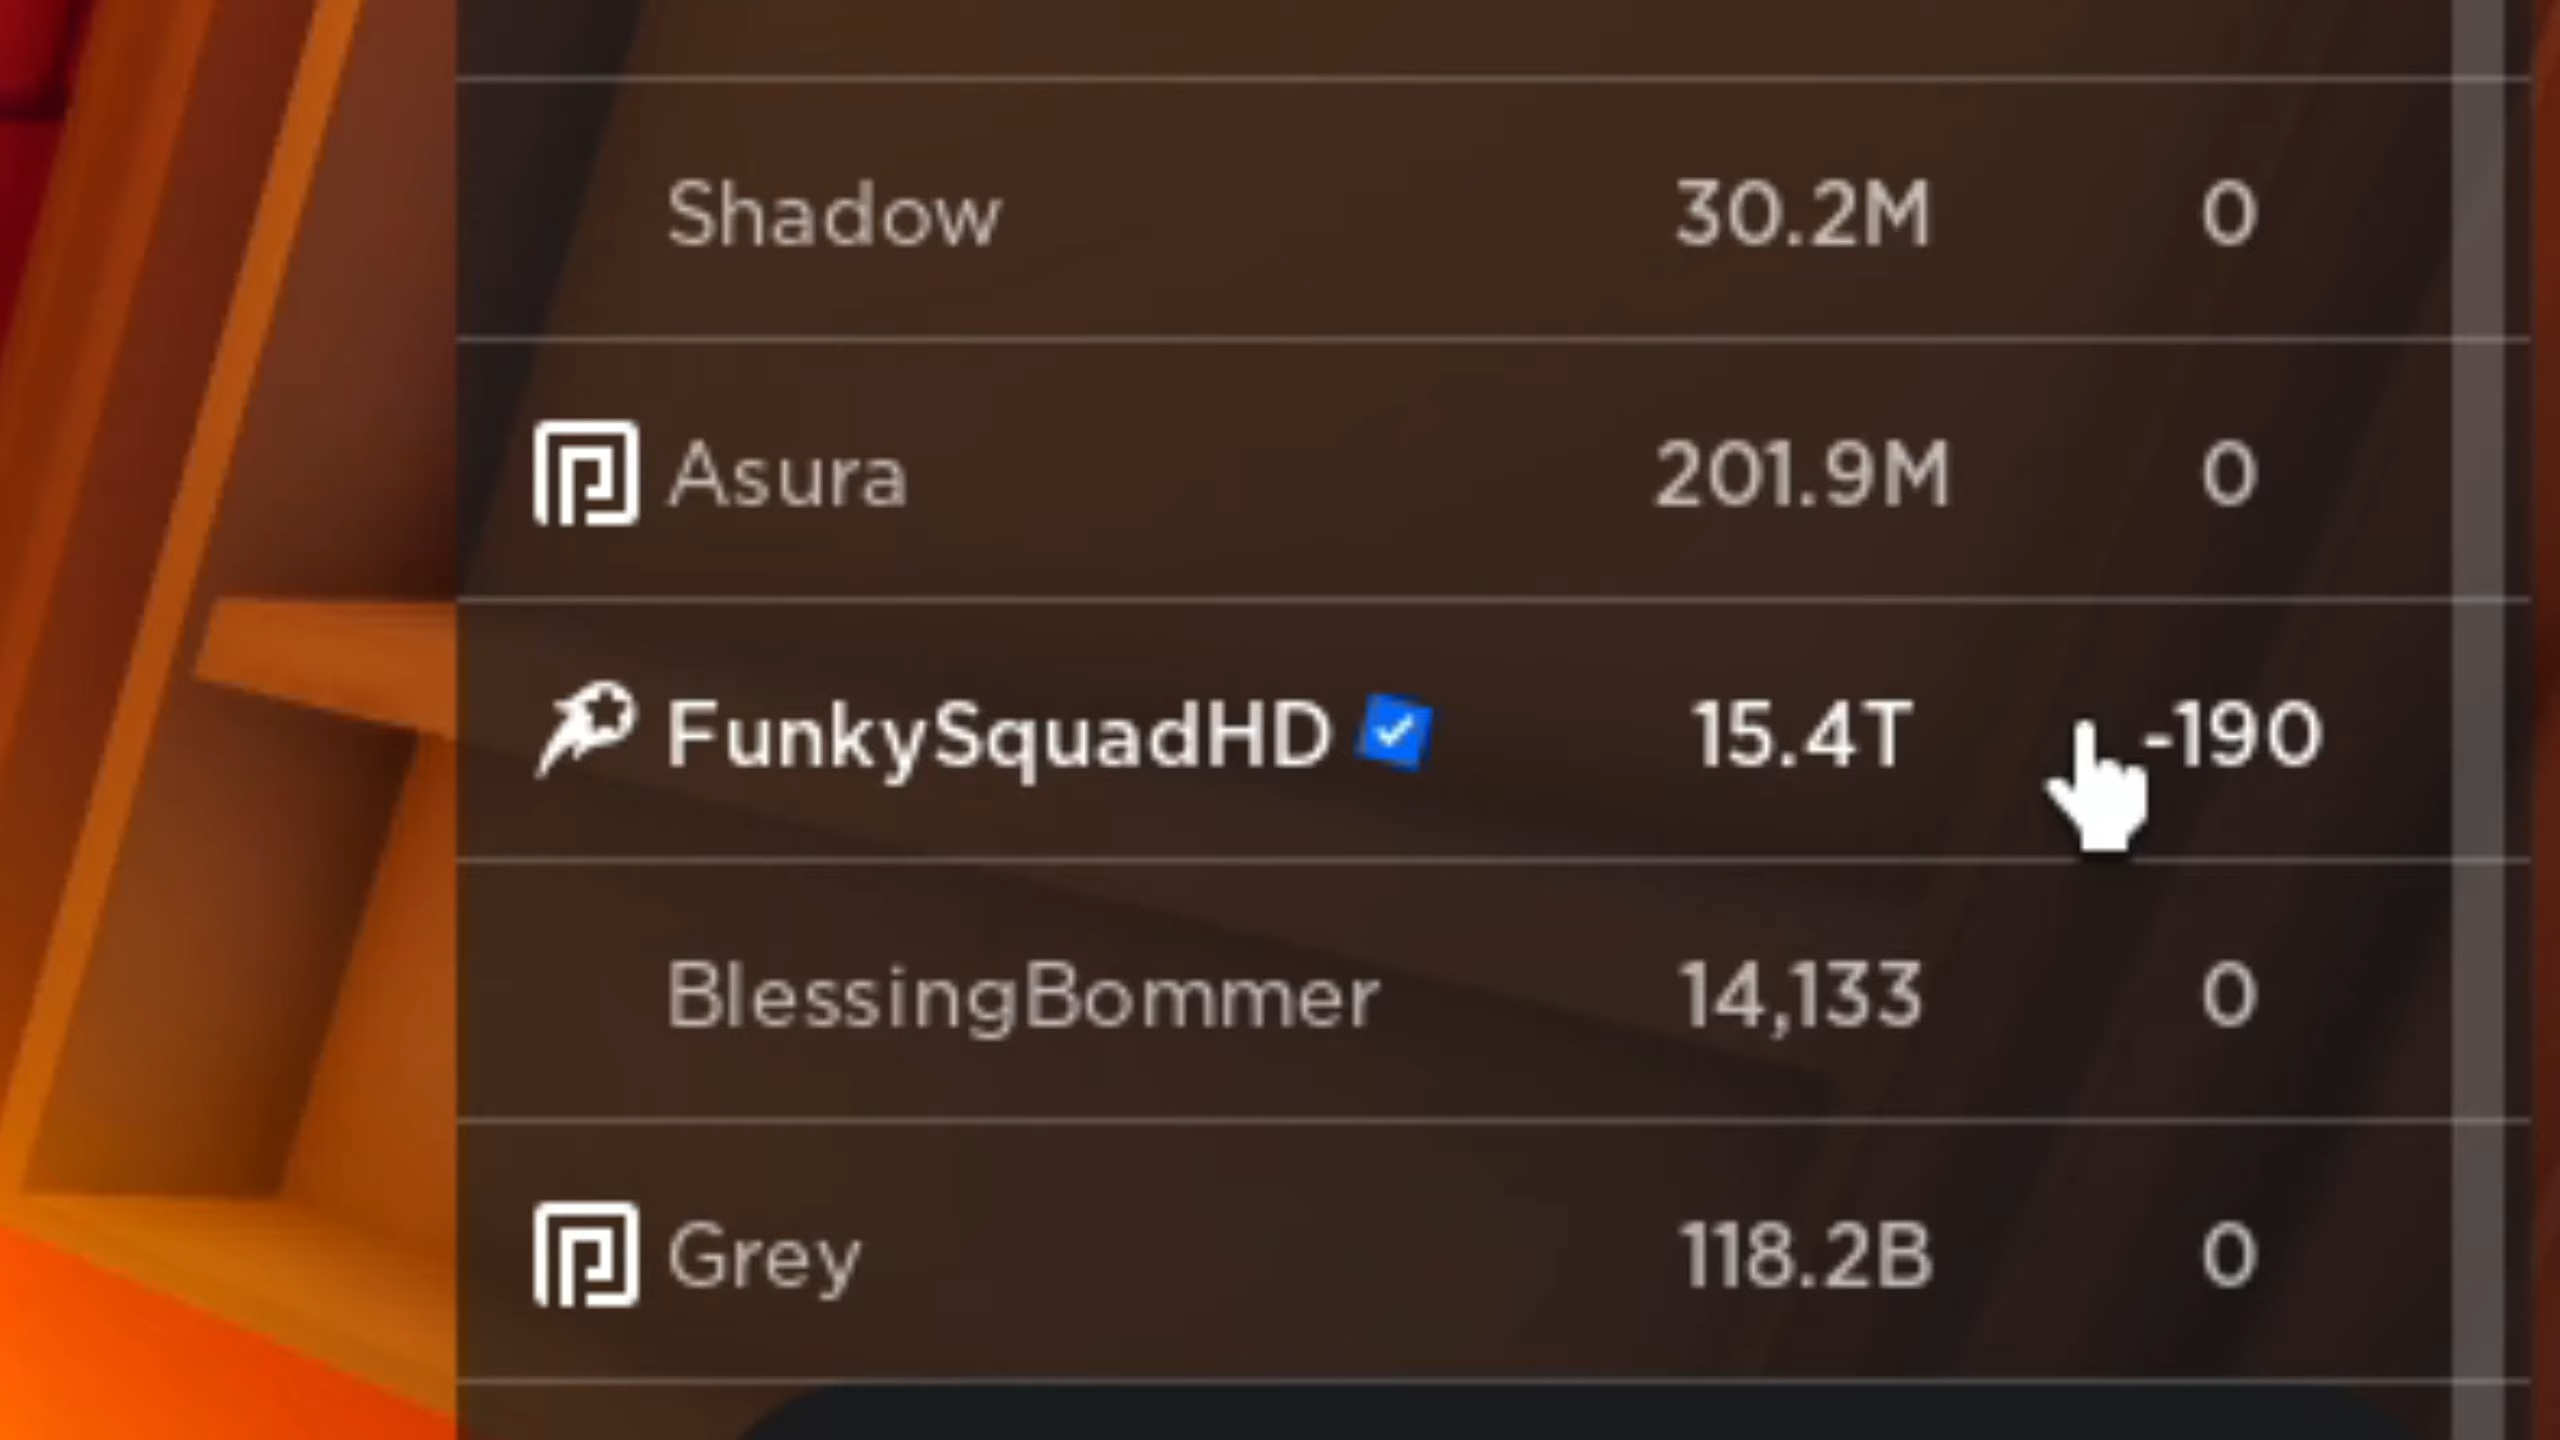 Shadow 30.2M 0
Asura 201.9M 0
FunkySquadHD 15.4T -190
BlessingBommer 14,133 0
Grey 118.2B 0